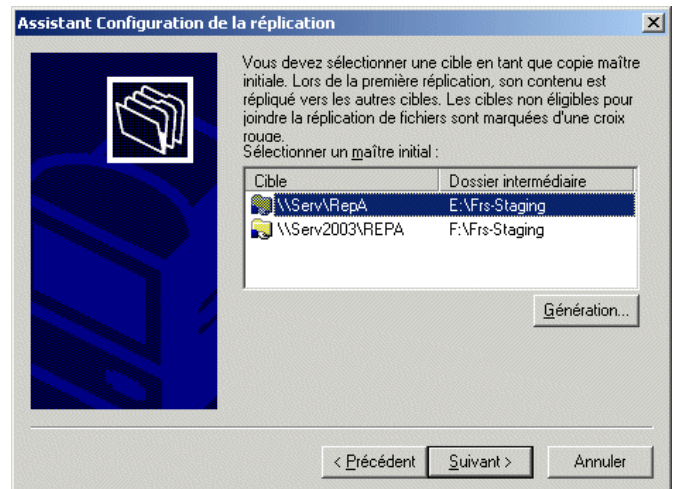 Assistant Configuration de la réplication
Vous devez sélectionner une cible en tant que copie maître
initiale. Lors de la première réplication, son contenu est
répliqué vers les autres cibles. Les cibles non éligibles pour
joindre la réplication de fichiers sont marquées d'une croix
rouge.
Sélectionner un maître initial :
Cible Dossier intermédiaire
\\Serv\RepA E:\Frs-Staging
\\Serv2003\REPA F:\Frs-Staging
Génération...
< Précédent Suivant > Annuler